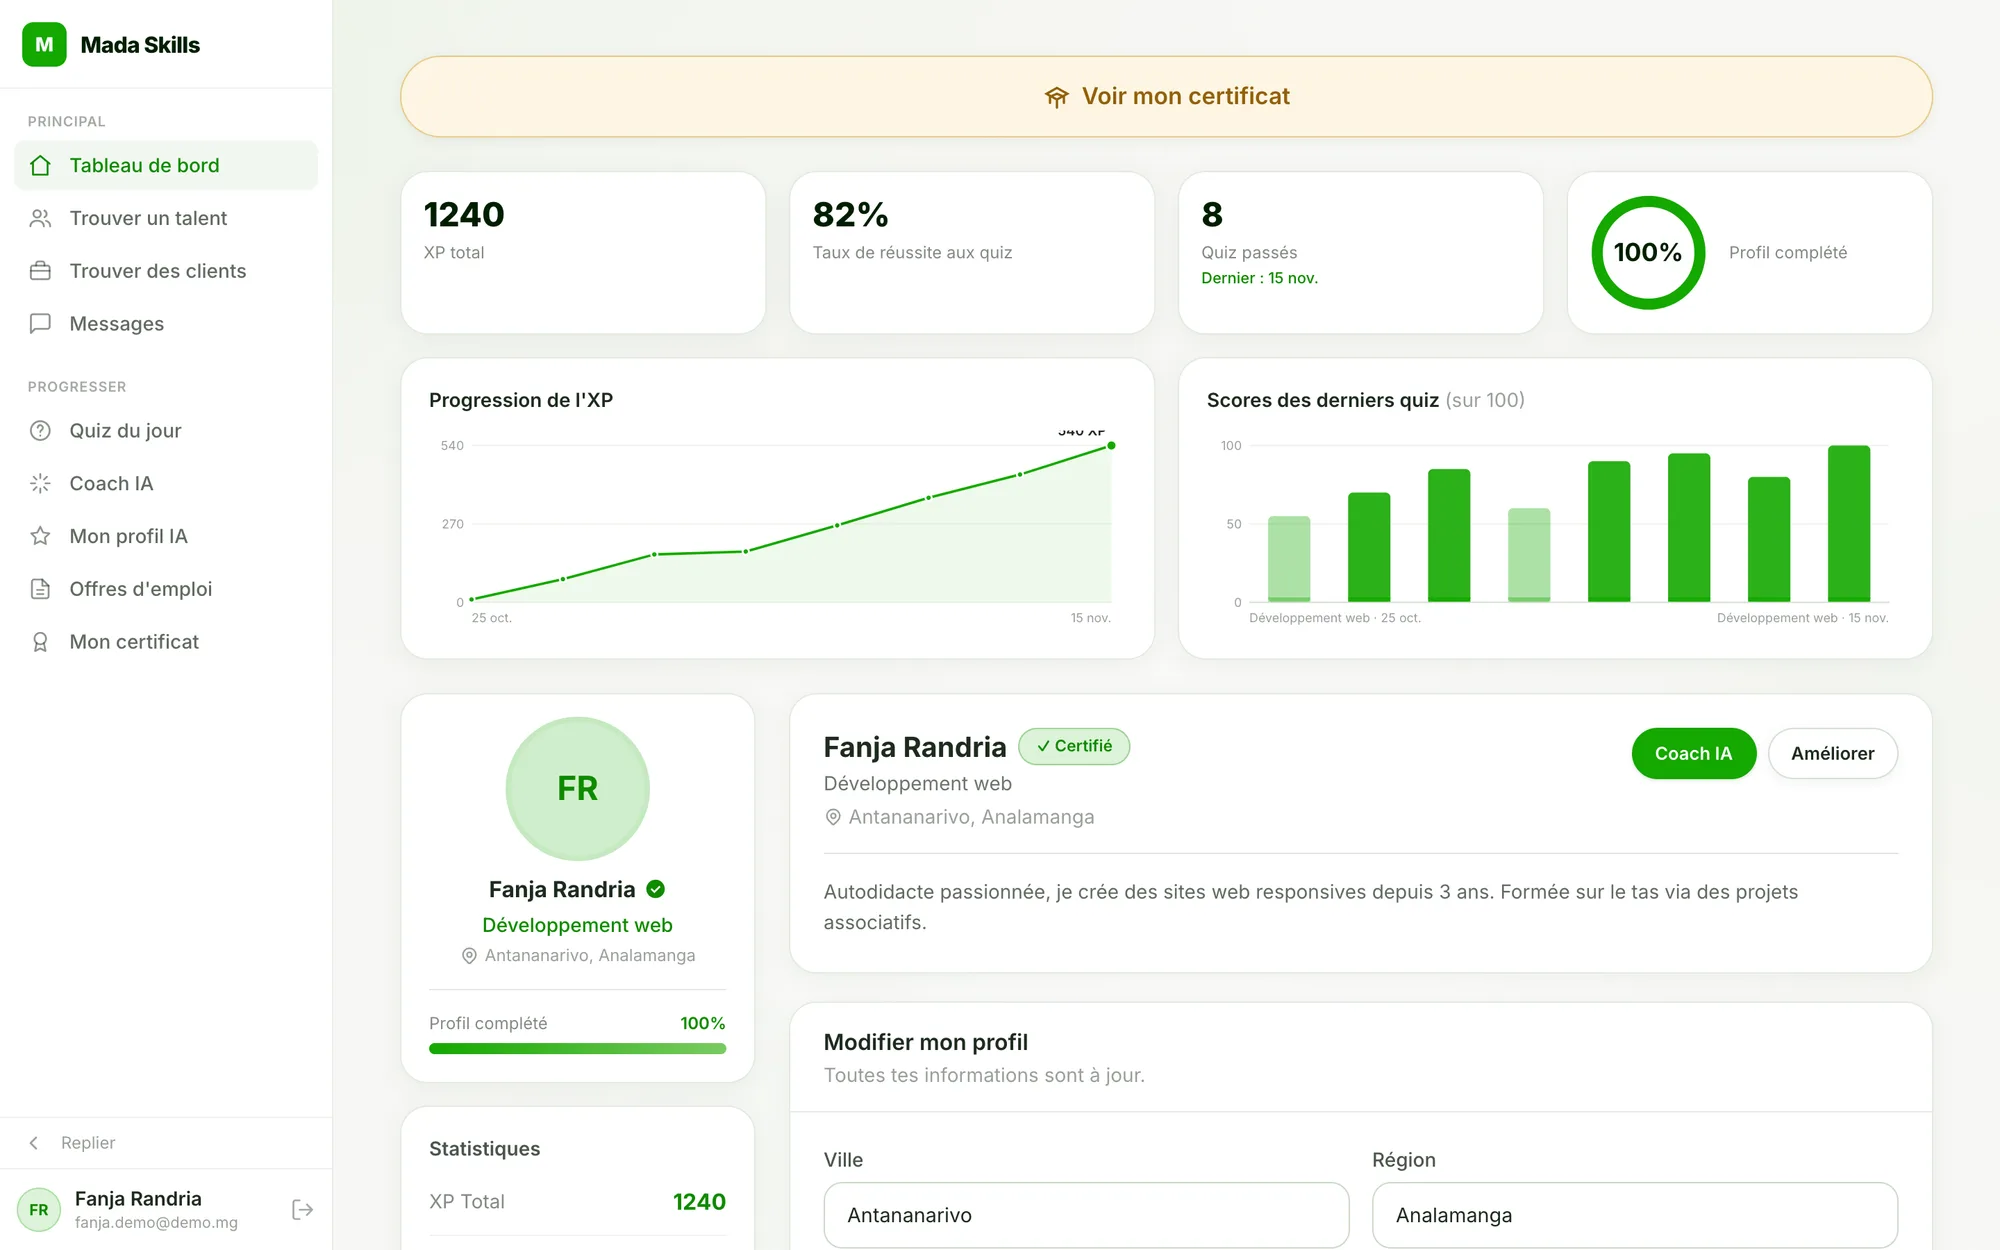 M Mada Skills
PRINCIPAL
Tableau de bord
Trouver un talent
Trouver des clients
Messages
PROGRESSER
Quiz du jour
Coach IA
Mon profil IA
Offres d'emploi
Mon certificat
Replier
FR
Fanja Randria
fanja.demo@demo.mg
Voir mon certificat
1240
XP total
82%
Taux de réussite aux quiz
8
Quiz passés
Dernier : 15 nov.
100%
Profil complété
Progression de l'XP
540 XP
540
270
0
25 oct.
15 nov.
Scores des derniers quiz (sur 100)
100
50
0
Développement web · 25 oct.
Développement web · 15 nov.
FR
Fanja Randria
Développement web
Antananarivo, Analamanga
Profil complété
100%
Statistiques
XP Total
1240
Fanja Randria
✓ Certifié
Développement web
Antananarivo, Analamanga
Coach IA
Améliorer
Autodidacte passionnée, je crée des sites web responsives depuis 3 ans. Formée sur le tas via des projets
associatifs.
Modifier mon profil
Toutes tes informations sont à jour.
Ville
Antananarivo
Région
Analamanga